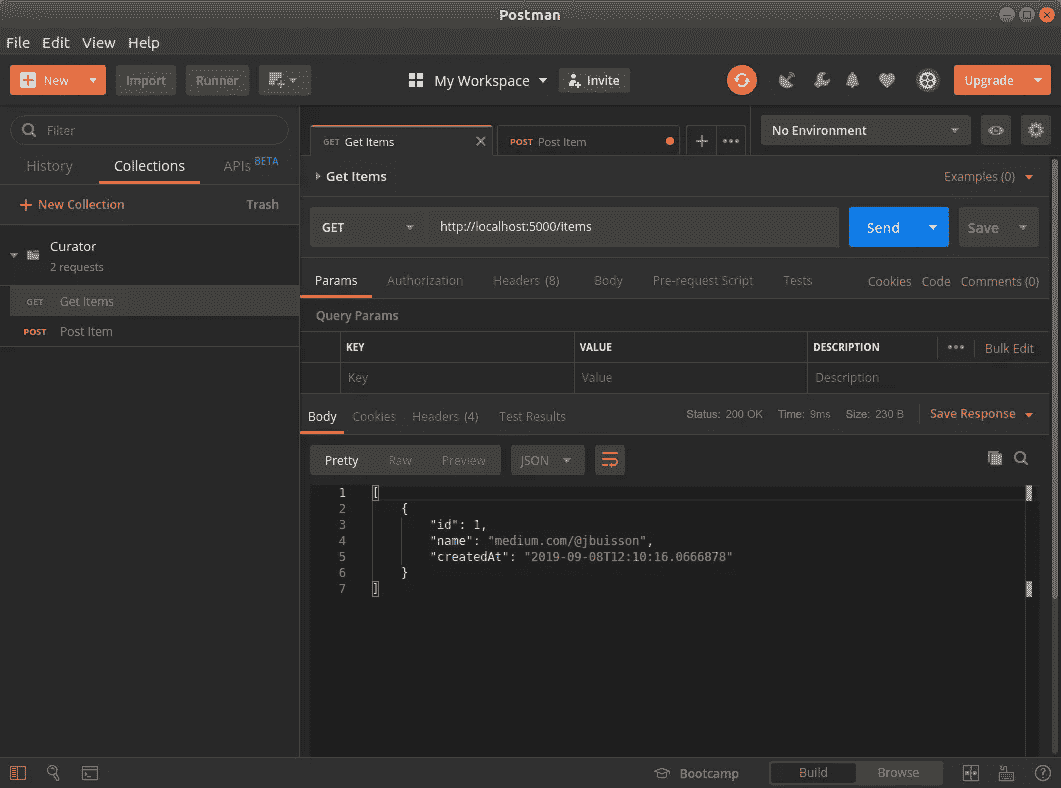 Postman
File Edit View Help
New Import Runner My Workspace Invite Upgrade
Filter
History Collections APIs BETA
New Collection Trash
Curator
2 requests
GET Get Items
POST Post Item
GET Get Items POST Post Item No Environment
Get Items Examples (0)
GET http://localhost:5000/items Send Save
Params Authorization Headers (8) Body Pre-request Script Tests Cookies Code Comments (0)
Query Params
KEY VALUE DESCRIPTION Bulk Edit
Key Value Description
Body Cookies Headers (4) Test Results Status: 200 OK Time: 9ms Size: 230 B Save Response
Pretty Raw Preview JSON
1 [
2 {
3 "id": 1,
4 "name": "medium.com/@jbuisson",
5 "createdAt": "2019-09-08T12:10:16.0666878"
6 }
7 ]
Bootcamp Build Browse